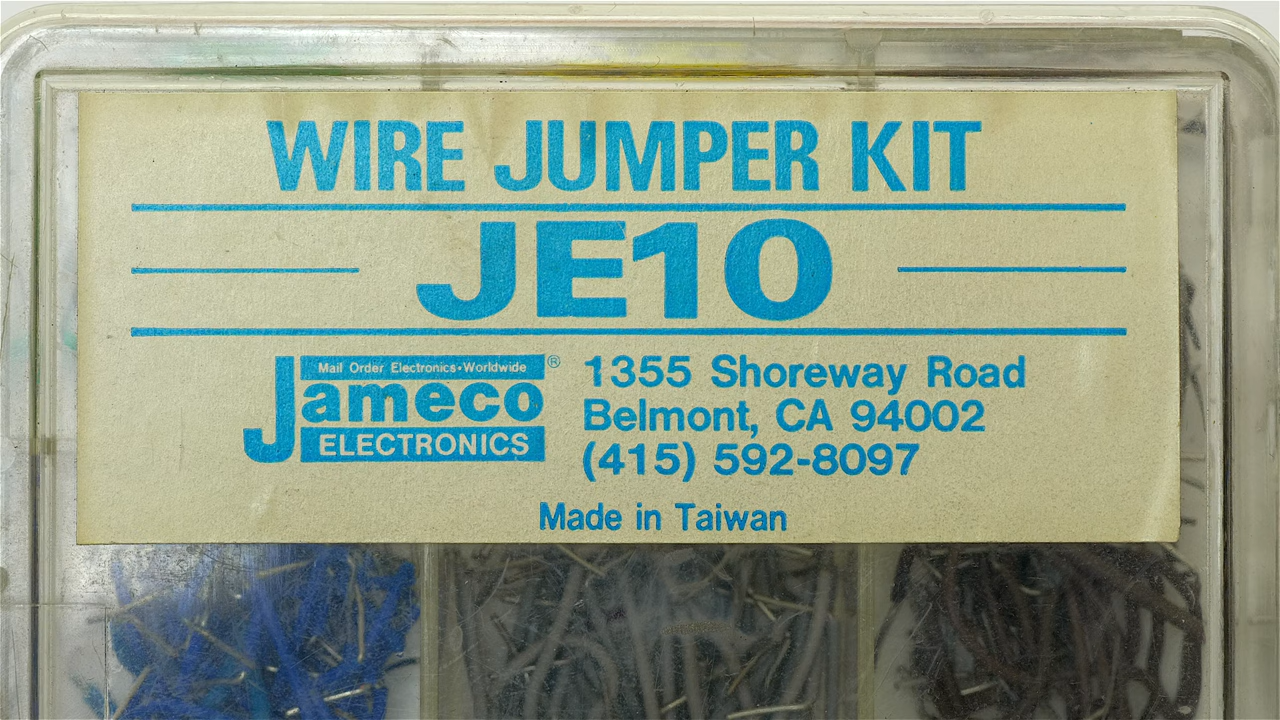 WIRE JUMPER KIT
JE10
Mail Order Electronics•Worldwide
Jameco®
ELECTRONICS
1355 Shoreway Road
Belmont, CA 94002
(415) 592-8097
Made in Taiwan